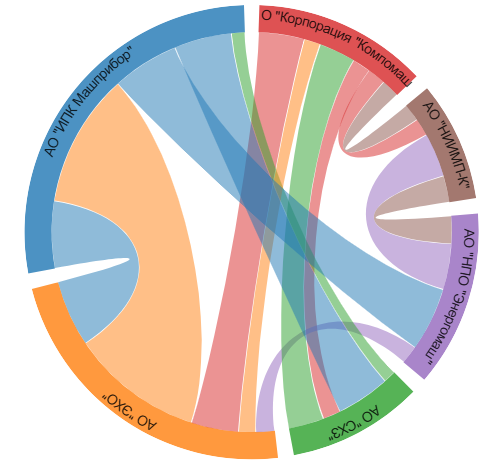 О "Корпорация "Компомаш
АО "НИИМП-К"
АО "НПО "Энергомаш"
АО "СХЗ"
АО "ЭХО"
АО "ИПК Машприбор"